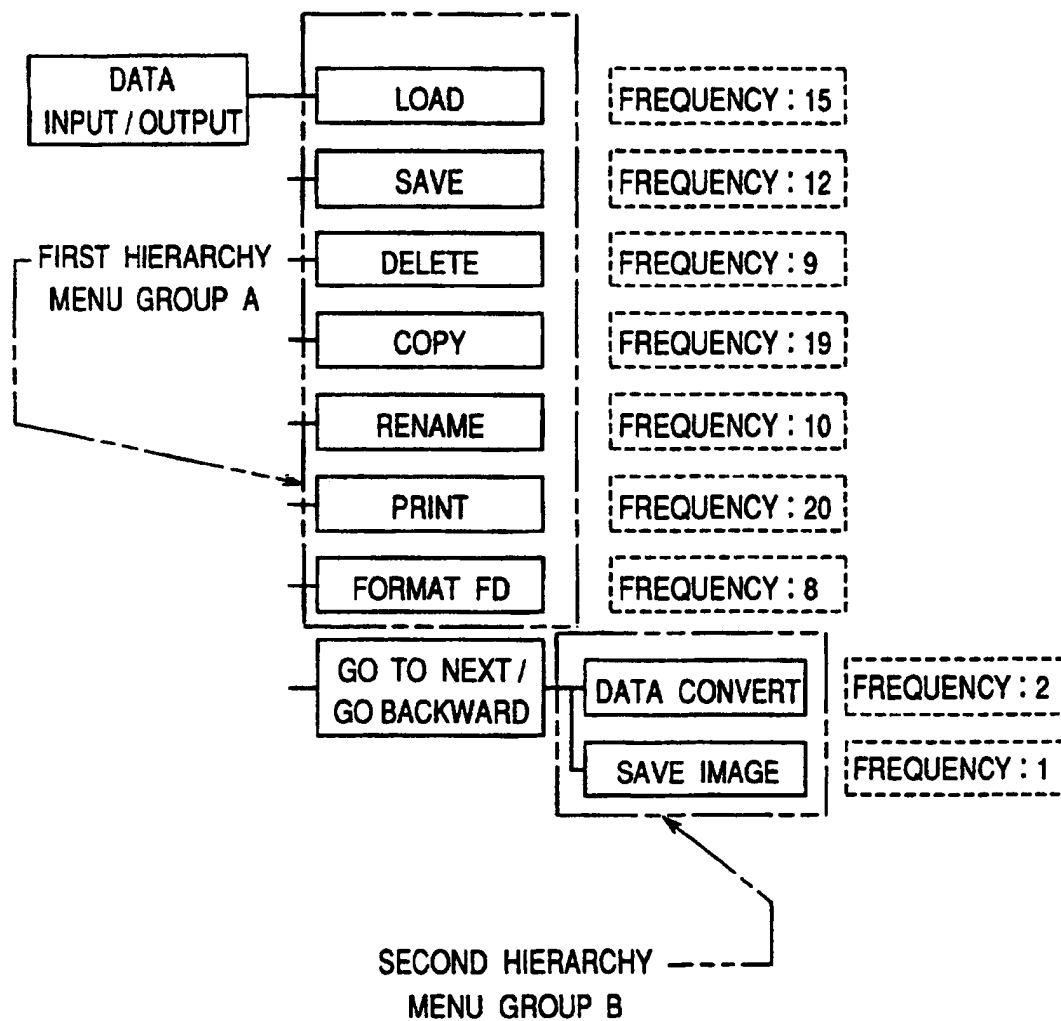 DATA
INPUT / OUTPUT
LOAD
FREQUENCY : 15
SAVE
FREQUENCY : 12
FIRST HIERARCHY
MENU GROUP A
DELETE
FREQUENCY : 9
COPY
FREQUENCY : 19
RENAME
FREQUENCY : 10
PRINT
FREQUENCY : 20
FORMAT FD
FREQUENCY : 8
GO TO NEXT /
GO BACKWARD
DATA CONVERT
FREQUENCY : 2
SAVE IMAGE
FREQUENCY : 1
SECOND HIERARCHY
MENU GROUP B